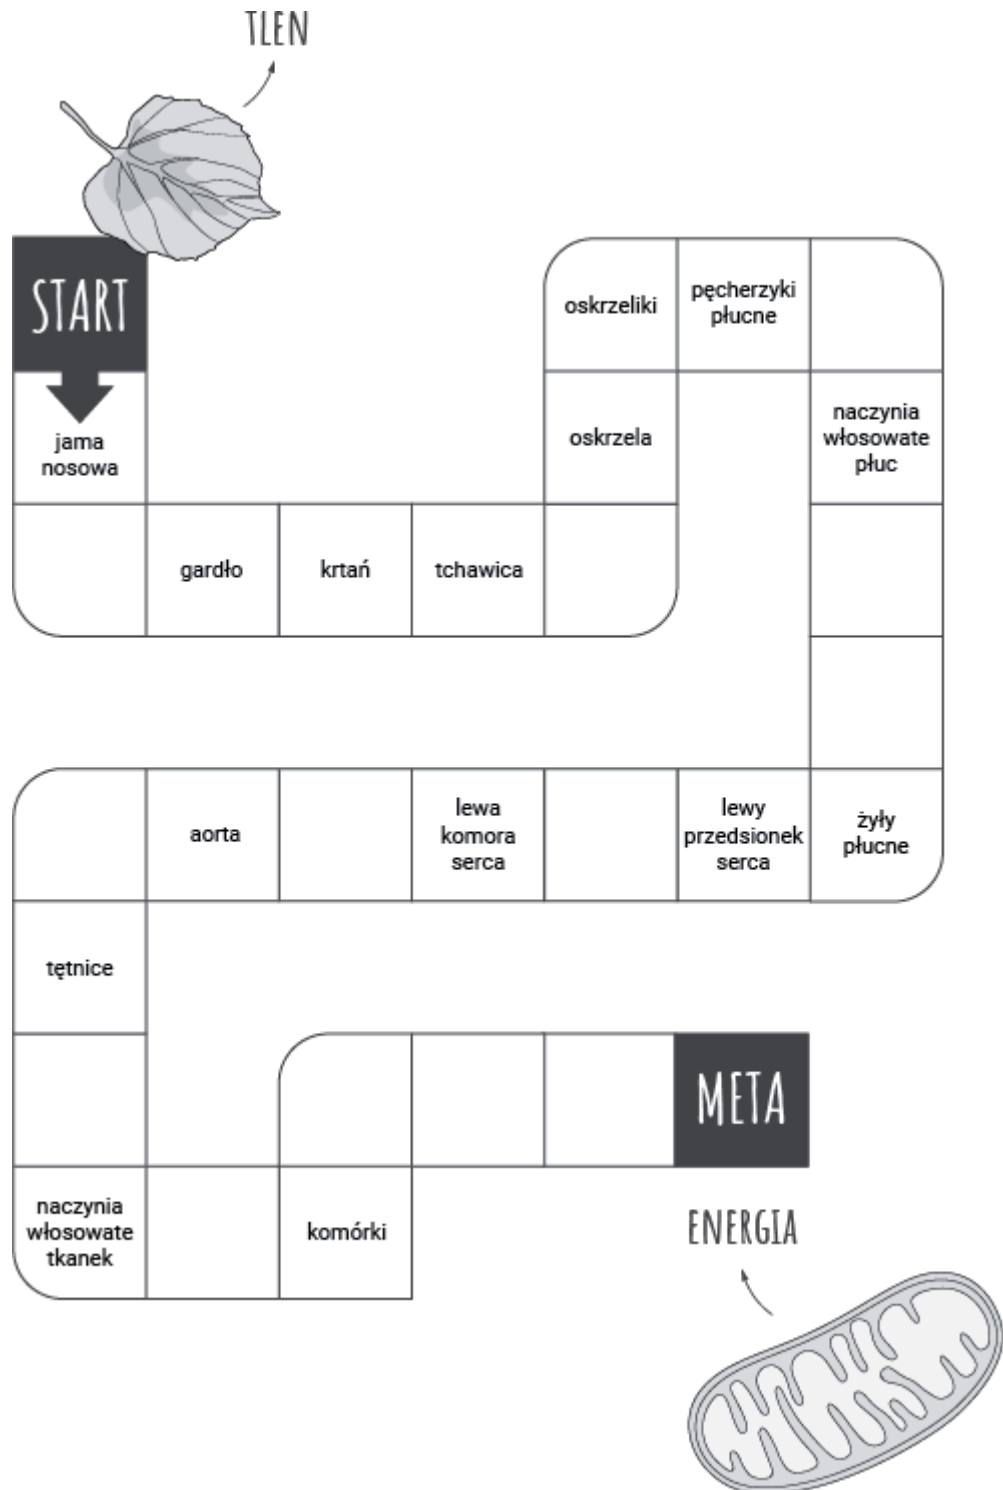 TLEN
START
jama
nosowa
gardło
krtań
tchawica
oskrzela
oskrzeliki
pęcherzyki
płucne
naczynia
włosowate
płuc
żyły
płucne
lewy
przedsionek
serca
lewa
komora
serca
aorta
tętnice
naczynia
włosowate
tkanek
komórki
META
ENERGIA